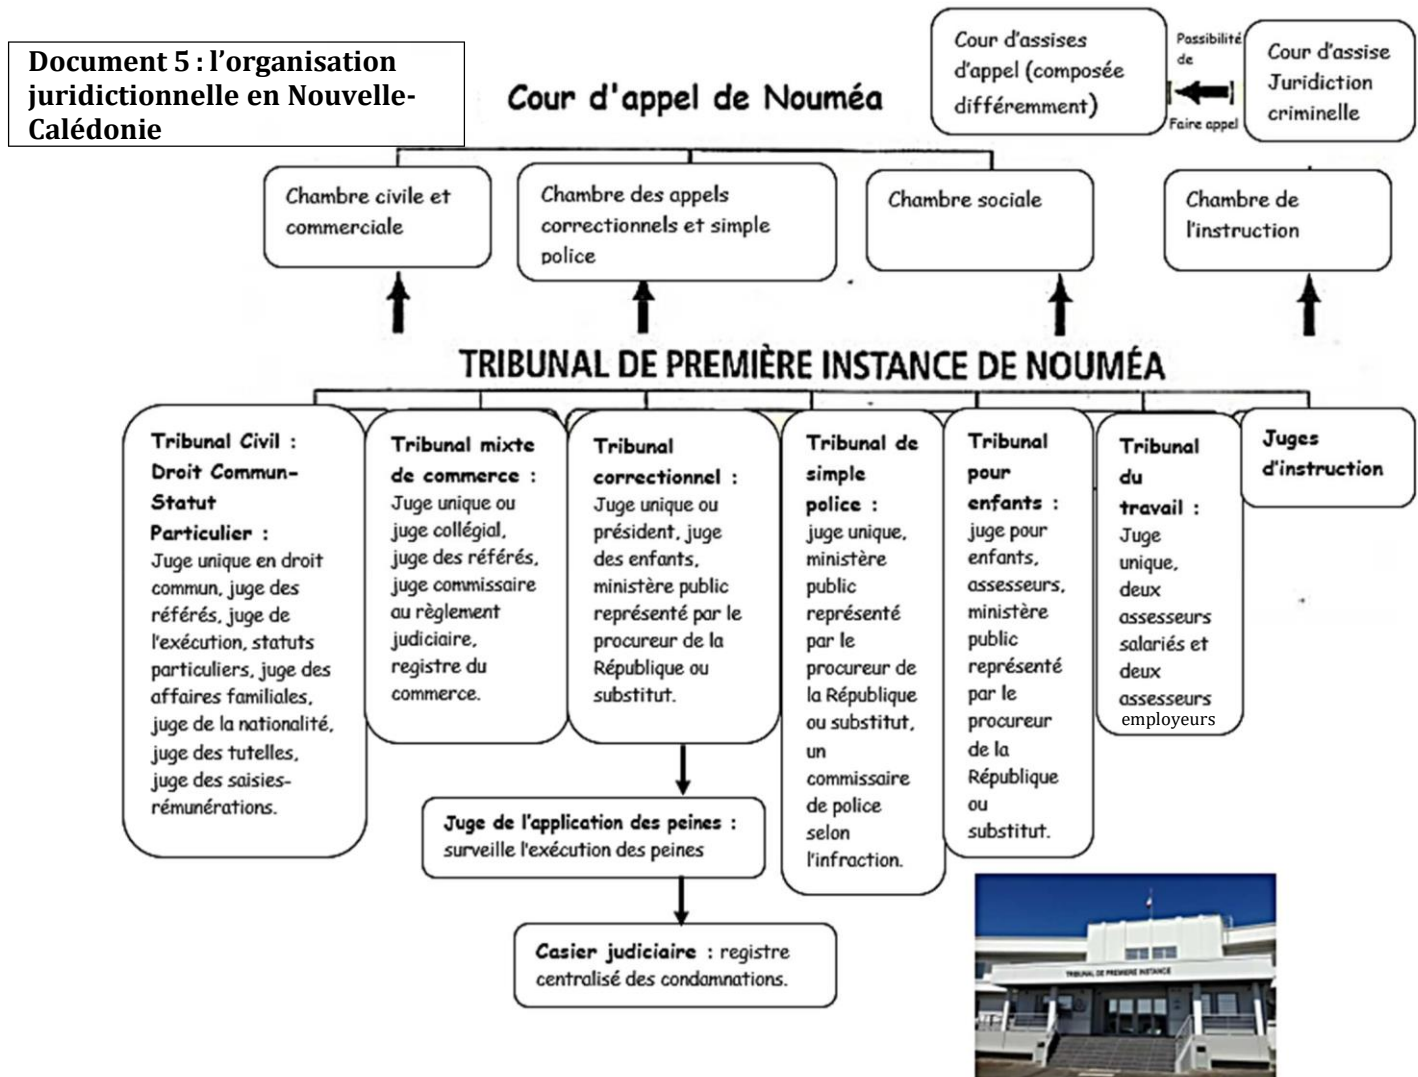 Document 5 : l'organisation
juridictionnelle en Nouvelle-
Calédonie
Cour d'appel de Nouméa
Cour d'assises
d'appel (composée
différemment)
Possibilité
de
Faire appel
Cour d'assise
Juridiction
criminelle
Chambre civile et
commerciale
Chambre des appels
correctionnels et simple
police
Chambre sociale
Chambre de
l'instruction
TRIBUNAL DE PREMIÈRE INSTANCE DE NOUMÉA
Tribunal Civil :
Droit Commun-
Statut
Particulier :
Juge unique en droit
commun, juge des
référés, juge de
l'exécution, statuts
particuliers, juge des
affaires familiales,
juge de la nationalité,
juge des tutelles,
juge des saisies-
rémunérations.
Tribunal mixte
de commerce :
Juge unique ou
juge collégial,
juge des référés,
juge commissaire
au règlement
judiciaire,
registre du
commerce.
Tribunal
correctionnel :
Juge unique ou
président, juge
des enfants,
ministère public
représenté par le
procureur de la
République ou
substitut.
Tribunal de
simple
police :
juge unique,
ministère
public
représenté
par le
procureur de
la République
ou substitut,
un
commissaire
de police
selon
l'infraction.
Tribunal
pour
enfants :
juge pour
enfants,
assesseurs,
ministère
public
représenté
par le
procureur
de la
République
ou
substitut.
Tribunal
du
travail :
Juge
unique,
deux
assesseurs
salariés et
deux
assesseurs
employeurs
Juges
d'instruction
Juge de l'application des peines :
surveille l'exécution des peines
Casier judiciaire : registre
centralisé des condamnations.
TRIBUNAL DE PREMIERE INSTANCE